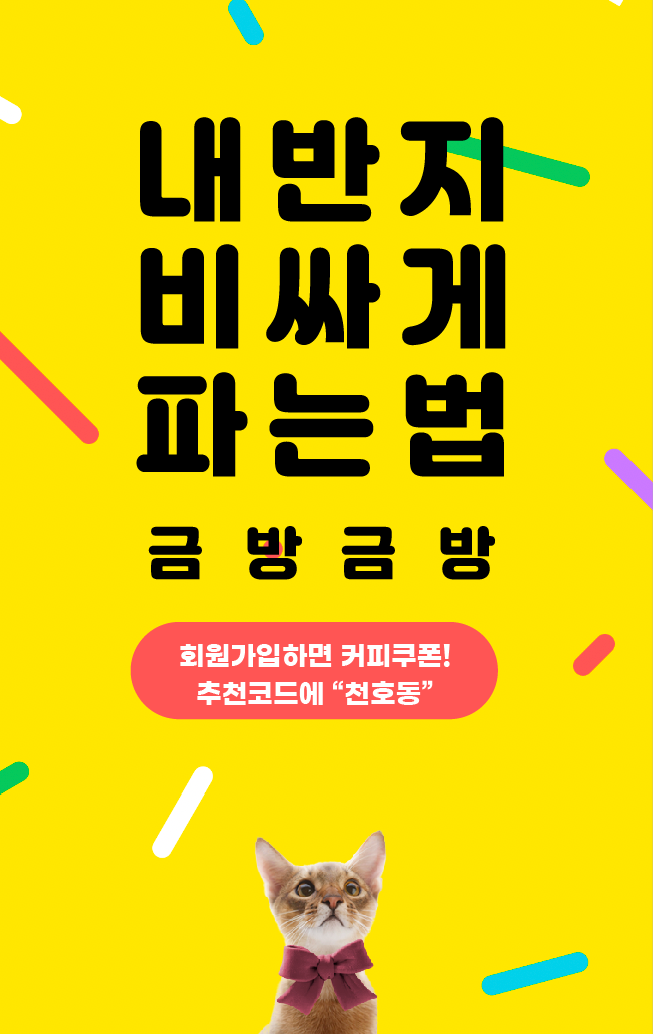 내반지
비싸게
파는법
금방금방
회원가입하면 커피쿠폰!
추천코드에 “천호동”